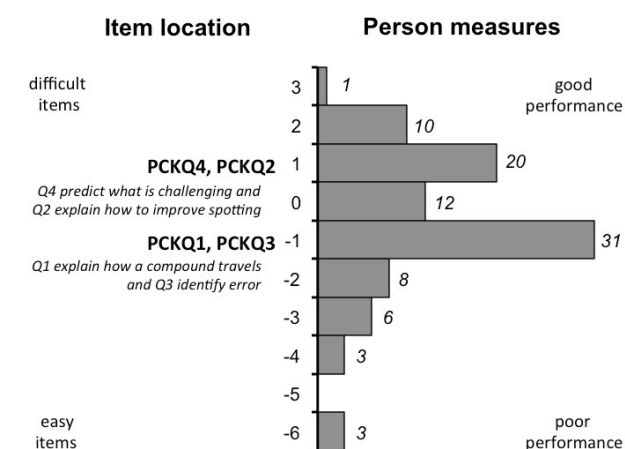 Item location
Person measures
difficult
items
good
performance
3
1
2
10
PCKQ4, PCKQ2
1
20
Q4 predict what is challenging and
Q2 explain how to improve spotting
0
12
PCKQ1, PCKQ3
-1
31
Q1 explain how a compound travels
and Q3 identify error
-2
8
-3
6
-4
3
-5
easy
items
-6
3
poor
performance